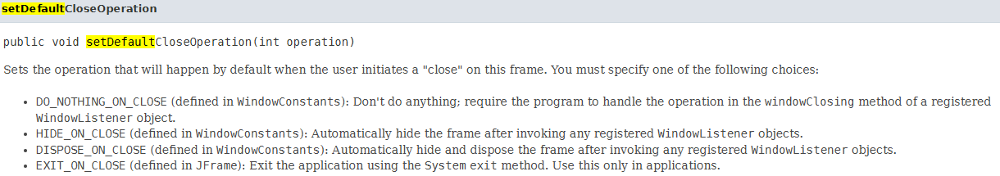 setDefaultCloseOperation
public void setDefaultCloseOperation(int operation)
Sets the operation that will happen by default when the user initiates a "close" on this frame. You must specify one of the following choices:
• DO_NOTHING_ON_CLOSE (defined in WindowConstants): Don't do anything; require the program to handle the operation in the windowClosing method of a registered
WindowListener object.
• HIDE_ON_CLOSE (defined in WindowConstants): Automatically hide the frame after invoking any registered WindowListener objects.
• DISPOSE_ON_CLOSE (defined in WindowConstants): Automatically hide and dispose the frame after invoking any registered WindowListener objects.
• EXIT_ON_CLOSE (defined in JFrame): Exit the application using the System exit method. Use this only in applications.